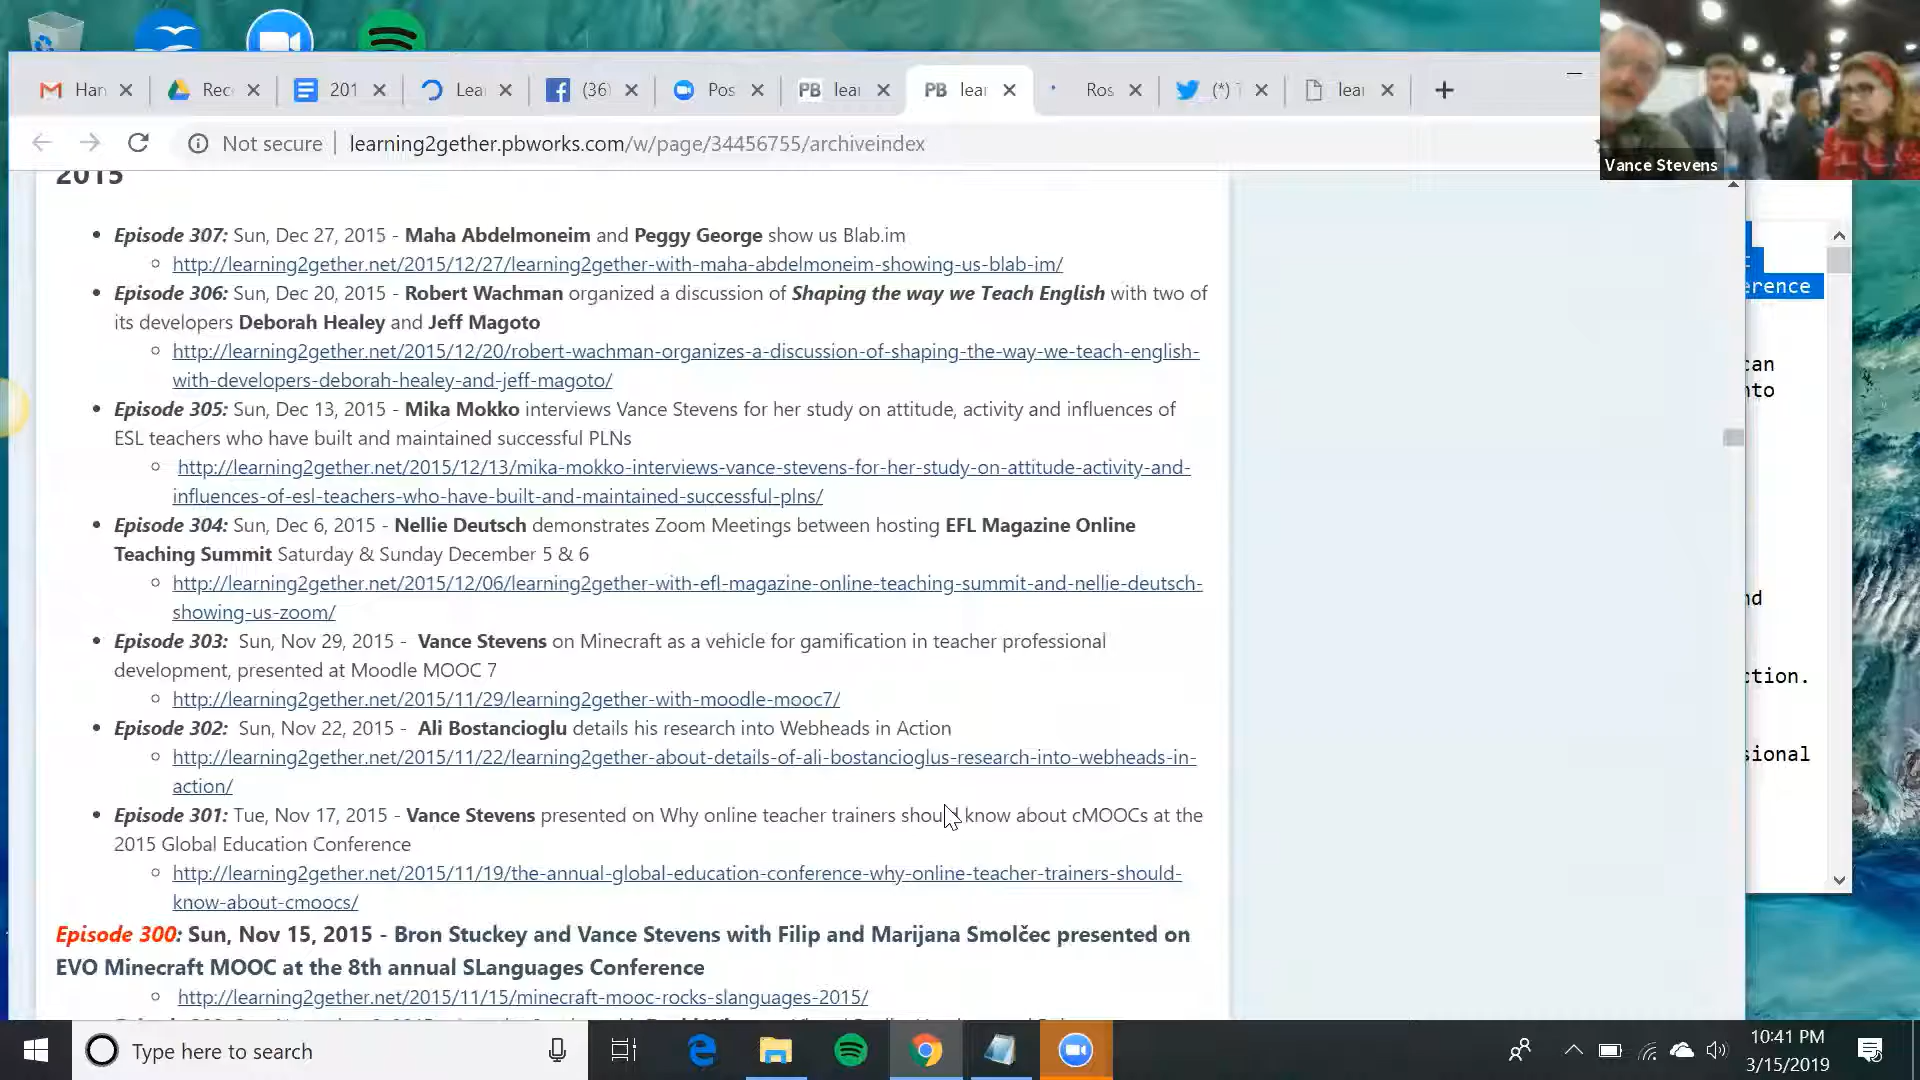 Han
Rec
201
Lea
(36)
Pos
lear
lear
Ros
(*) T
lear
Not secure
learning2gether.pbworks.com/w/page/34456755/archiveindex
Vance Stevens
2015
Episode 307: Sun, Dec 27, 2015 - Maha Abdelmoneim and Peggy George show us Blab.im
http://learning2gether.net/2015/12/27/learning2gether-with-maha-abdelmoneim-showing-us-blab-im/
Episode 306: Sun, Dec 20, 2015 - Robert Wachman organized a discussion of Shaping the way we Teach English with two of
its developers Deborah Healey and Jeff Magoto
http://learning2gether.net/2015/12/20/robert-wachman-organizes-a-discussion-of-shaping-the-way-we-teach-english-
with-developers-deborah-healey-and-jeff-magoto/
Episode 305: Sun, Dec 13, 2015 - Mika Mokko interviews Vance Stevens for her study on attitude, activity and influences of
ESL teachers who have built and maintained successful PLNs
http://learning2gether.net/2015/12/13/mika-mokko-interviews-vance-stevens-for-her-study-on-attitude-activity-and-
influences-of-esl-teachers-who-have-built-and-maintained-successful-plns/
Episode 304: Sun, Dec 6, 2015 - Nellie Deutsch demonstrates Zoom Meetings between hosting EFL Magazine Online
Teaching Summit Saturday & Sunday December 5 & 6
http://learning2gether.net/2015/12/06/learning2gether-with-efl-magazine-online-teaching-summit-and-nellie-deutsch-
showing-us-zoom/
Episode 303: Sun, Nov 29, 2015 - Vance Stevens on Minecraft as a vehicle for gamification in teacher professional
development, presented at Moodle MOOC 7
http://learning2gether.net/2015/11/29/learning2gether-with-moodle-mooc7/
Episode 302: Sun, Nov 22, 2015 - Ali Bostancioglu details his research into Webheads in Action
http://learning2gether.net/2015/11/22/learning2gether-about-details-of-ali-bostancioglus-research-into-webheads-in-
action/
Episode 301: Tue, Nov 17, 2015 - Vance Stevens presented on Why online teacher trainers should know about cMOOCs at the
2015 Global Education Conference
http://learning2gether.net/2015/11/19/the-annual-global-education-conference-why-online-teacher-trainers-should-
know-about-cmoocs/
Episode 300: Sun, Nov 15, 2015 - Bron Stuckey and Vance Stevens with Filip and Marijana Smolčec presented on
EVO Minecraft MOOC at the 8th annual SLanguages Conference
http://learning2gether.net/2015/11/15/minecraft-mooc-rocks-slanguages-2015/
erence
can
nto
nd
ction.
sional
Type here to search
10:41 PM
3/15/2019